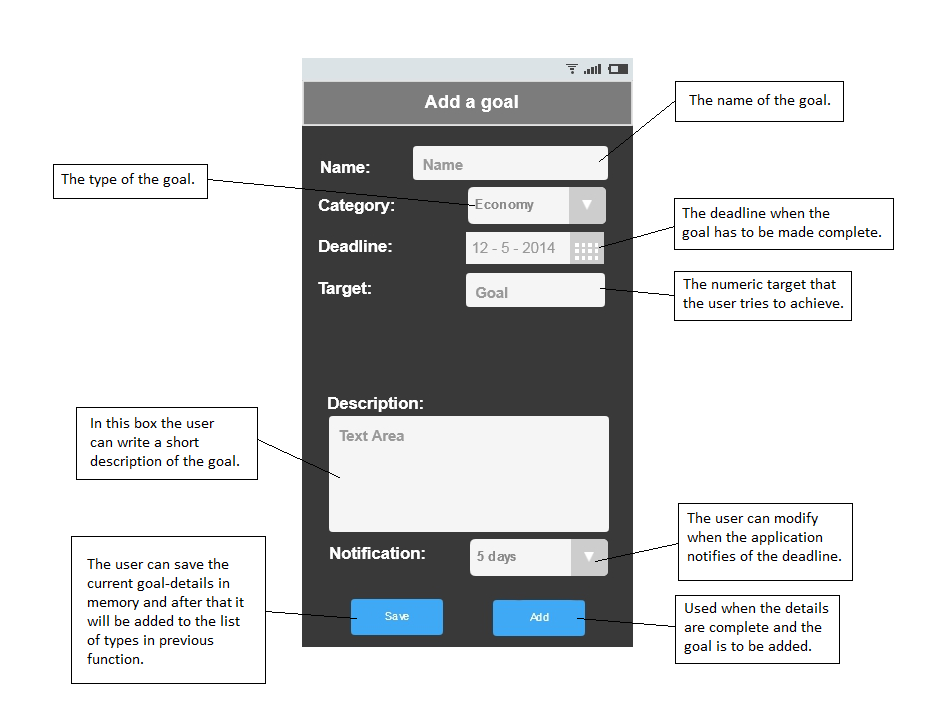 Add a goal
The name of the goal.
Name:
Name
The type of the goal.
Category:
Economy
The deadline when the
goal has to be made complete.
Deadline:
12 - 5 - 2014
Target:
Goal
The numeric target that
the user tries to achieve.
Description:
Text Area
In this box the user
can write a short
description of the goal.
Notification:
5 days
The user can modify
when the application
notifies of the deadline.
The user can save the
current goal-details in
memory and after that it
will be added to the list
of types in previous
function.
Save
Add
Used when the details
are complete and the
goal is to be added.